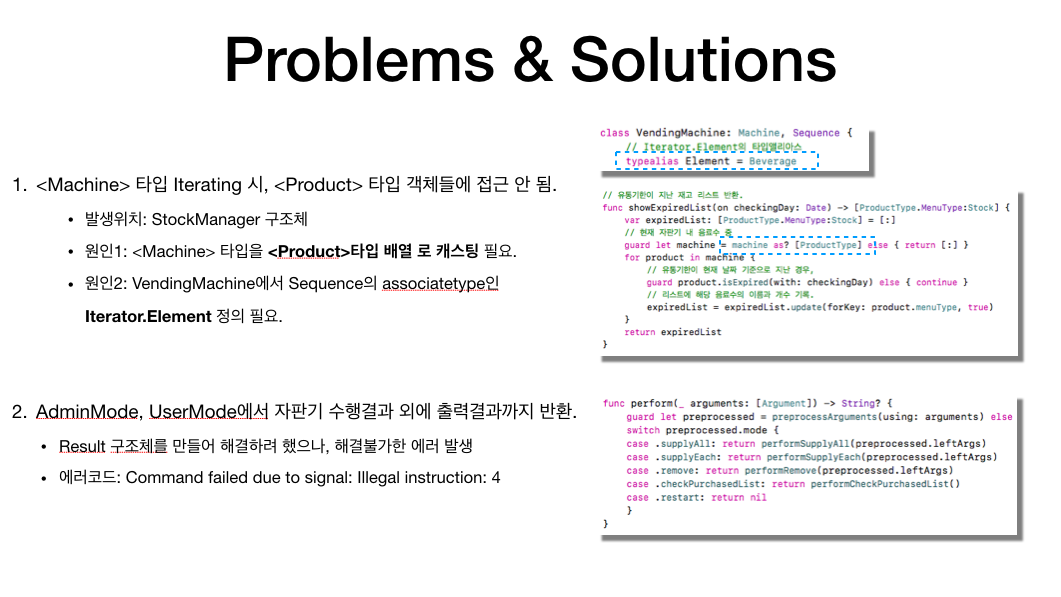 Problems & Solutions
1. <Machine> 타입 Iterating 시, <Product> 타입 객체들에 접근 안 됨.
• 발생위치: StockManager 구조체
• 원인1: <Machine> 타입을 <Product>타입 배열 로 캐스팅 필요.
• 원인2: VendingMachine에서 Sequence의 associatetype인
Iterator.Element 정의 필요.
2. AdminMode, UserMode에서 자판기 수행결과 외에 출력결과까지 반환.
• Result 구조체를 만들어 해결하려 했으나, 해결불가한 에러 발생
• 에러코드: Command failed due to signal: Illegal instruction: 4
class VendingMachine: Machine, Sequence {
// Iterator.Element의 타입앨리아스
typealias Element = Beverage
// 유통기한이 지난 재고 리스트 반환.
func showExpiredList(on checkingDay: Date) -> [ProductType.MenuType:Stock] {
var expiredList: [ProductType.MenuType:Stock] = [:]
// 현재 자판기 내 음료수 중
guard let machine = machine as? [ProductType] else { return [:] }
for product in machine {
// 유통기한이 현재 날짜 기준으로 지난 경우,
guard product.isExpired(with: checkingDay) else { continue }
// 리스트에 해당 음료수의 이름과 개수 기록.
expiredList = expiredList.update(forKey: product.menuType, true)
}
return expiredList
}
func perform(_ arguments: [Argument]) -> String? {
guard let preprocessed = preprocessArguments(using: arguments) else
switch preprocessed.mode {
case .supplyAll: return performSupplyAll(preprocessed.leftArgs)
case .supplyEach: return performSupplyEach(preprocessed.leftArgs)
case .remove: return performRemove(preprocessed.leftArgs)
case .checkPurchasedList: return performCheckPurchasedList()
case .restart: return nil
}
}